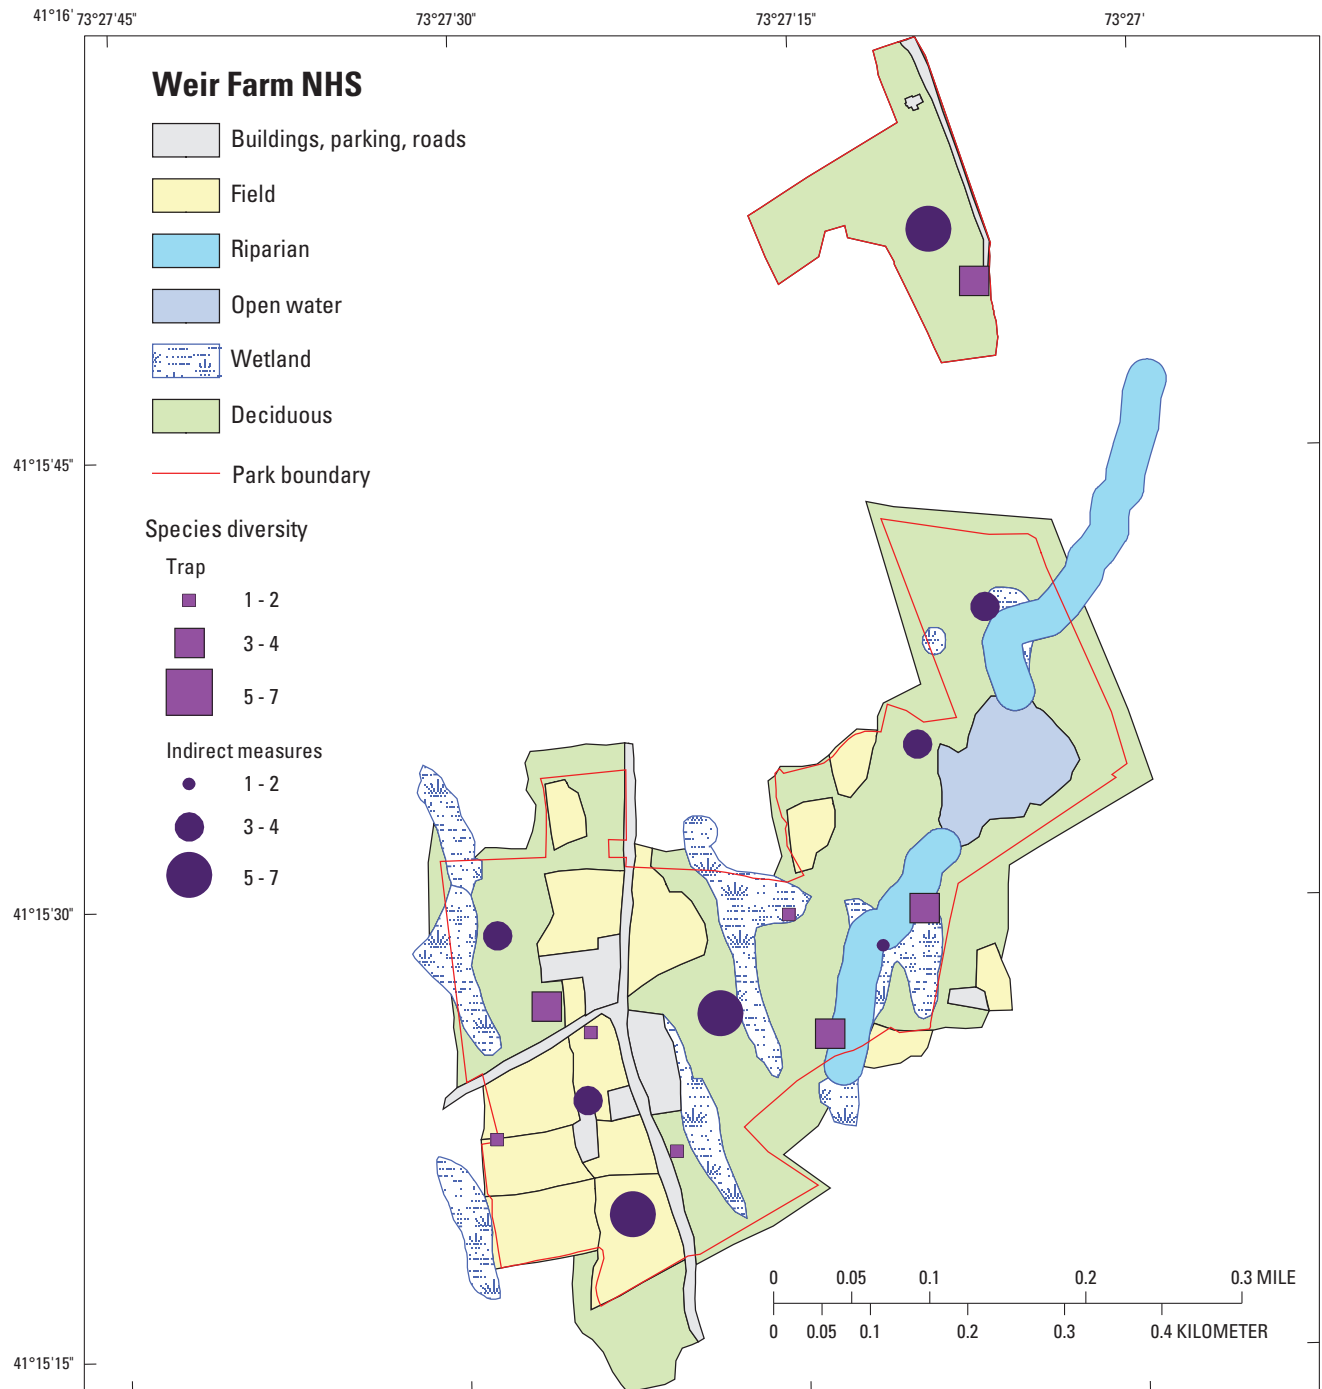 41°16' 73°27'45" 73°27'30" 73°27'15" 73°27'
Weir Farm NHS
Buildings, parking, roads
Field
Riparian
Open water
Wetland
Deciduous
Park boundary
Species diversity
Trap
1 - 2
3 - 4
5 - 7
Indirect measures
1 - 2
3 - 4
5 - 7
41°15'45"
41°15'30"
41°15'15"
0 0.05 0.1 0.2 0.3 MILE
0 0.05 0.1 0.2 0.3 0.4 KILOMETER